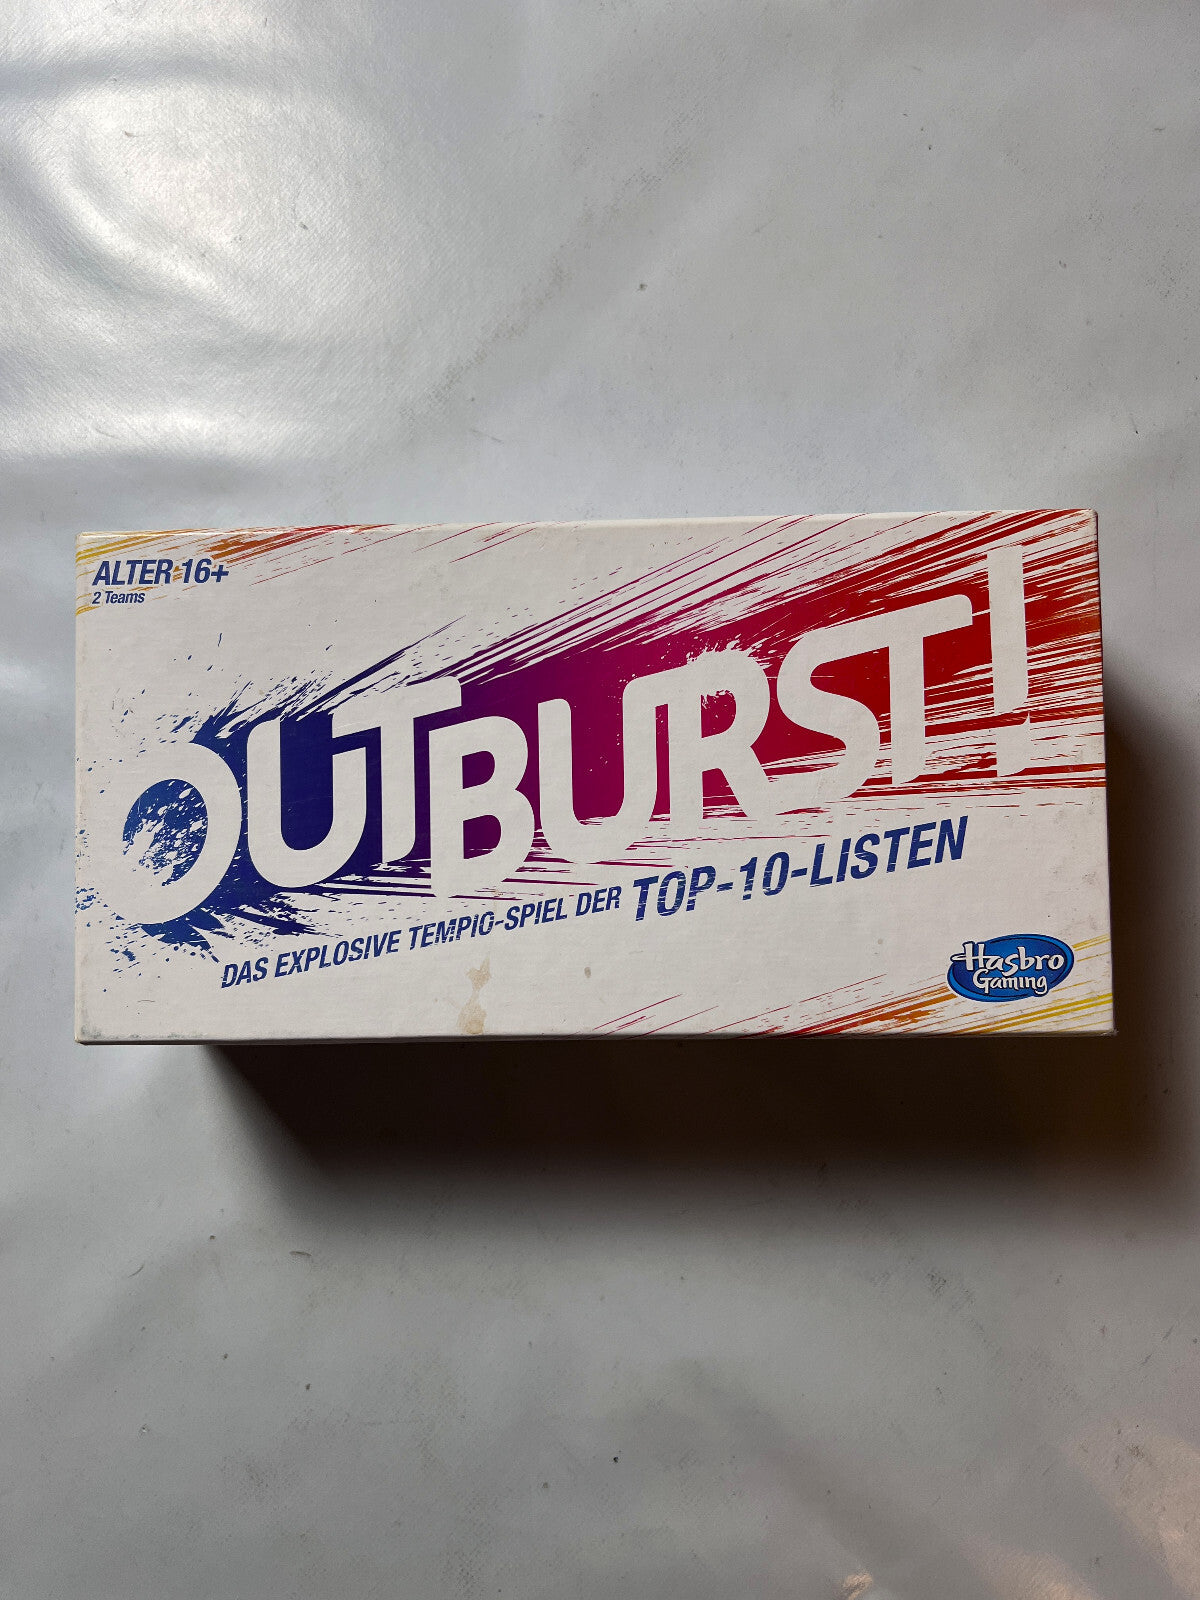 ALTER 16+
2 Teams
OUTBURST!
DAS EXPLOSIVE TEMPIO-SPIEL DER TOP-10-LISTEN
Hasbro
Gaming